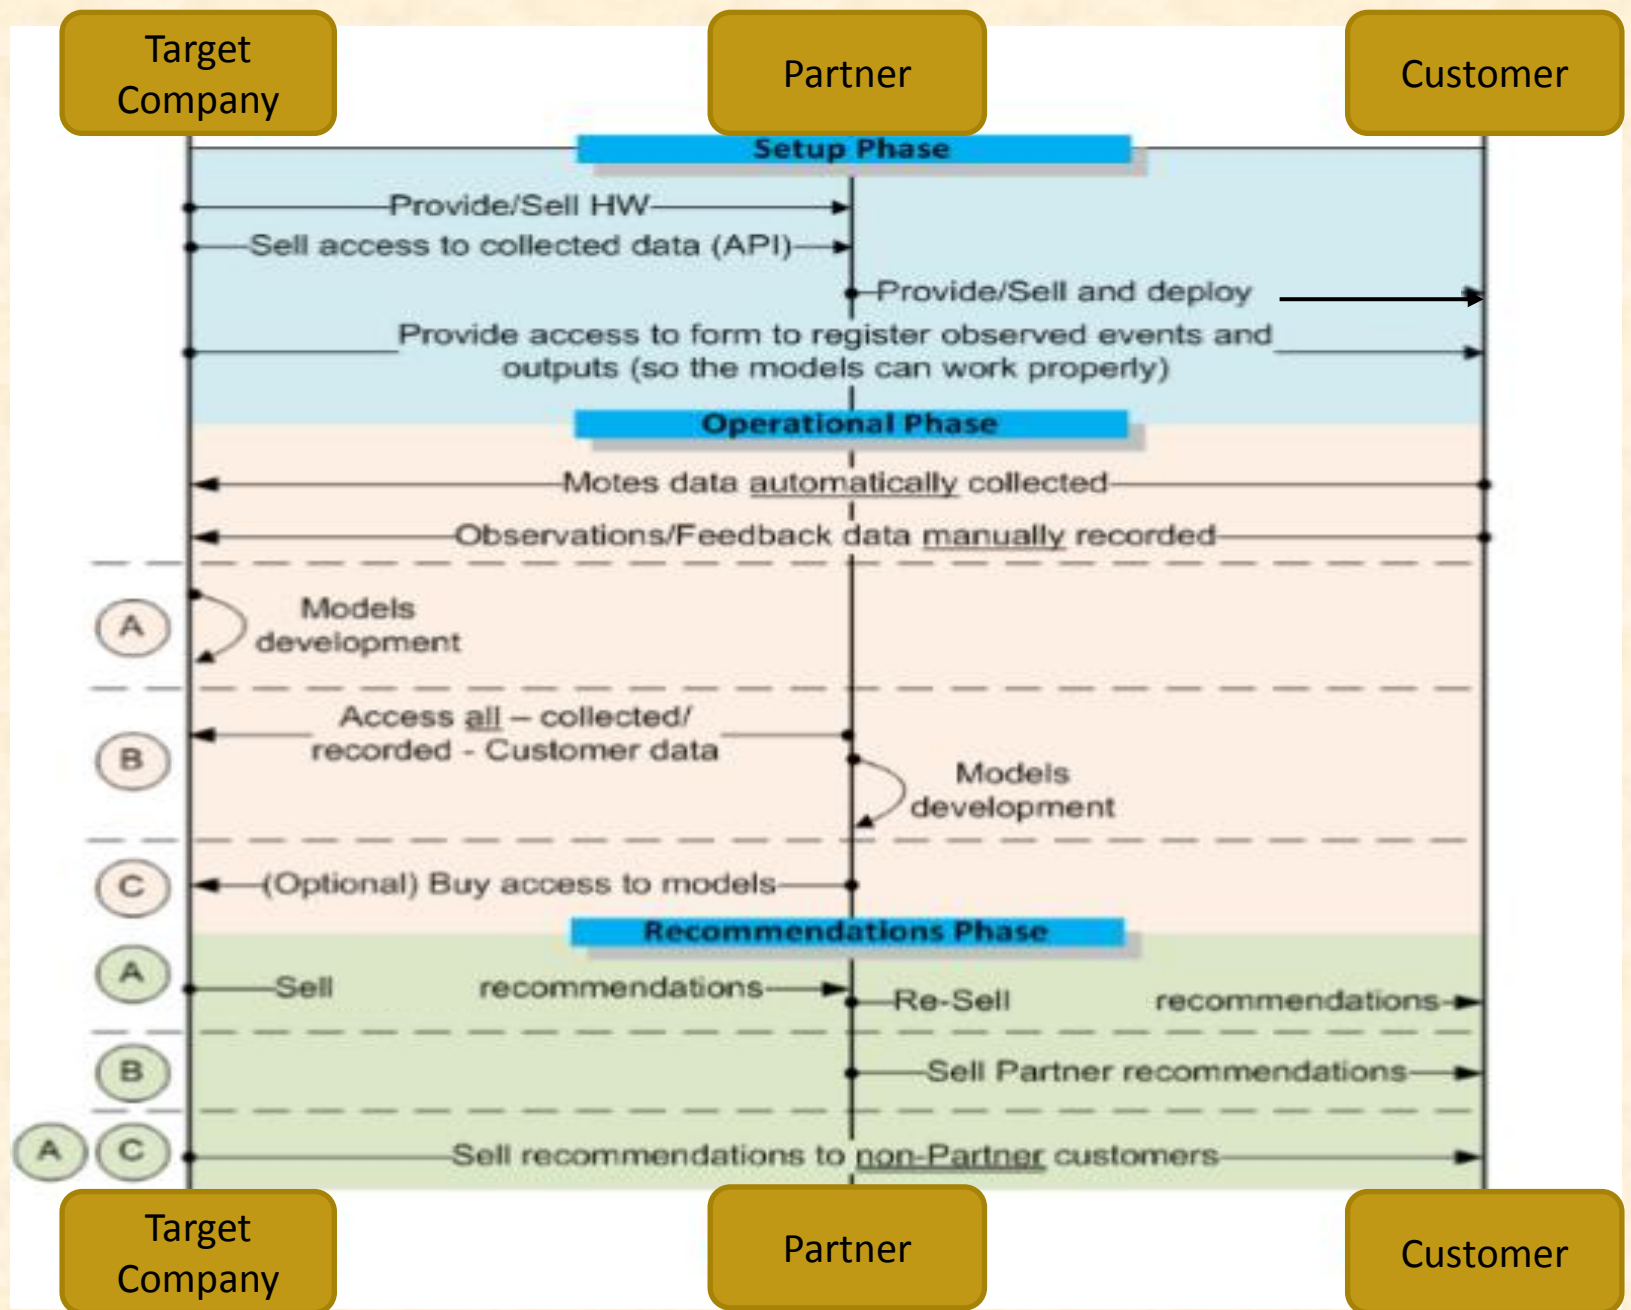 Target
Company
Partner
Customer
Setup Phase
Provide/Sell HW
Sell access to collected data (API)
Provide/Sell and deploy
Provide access to form to register observed events and
outputs (so the models can work properly)
Operational Phase
Motes data automatically collected
Observations/Feedback data manually recorded
A
Models
development
B
Access all – collected/
recorded - Customer data
Models
development
C
(Optional) Buy access to models
Recommendations Phase
A
Sell recommendations
Re-Sell recommendations
B
Sell Partner recommendations
A
C
Sell recommendations to non-Partner customers
Target
Company
Partner
Customer